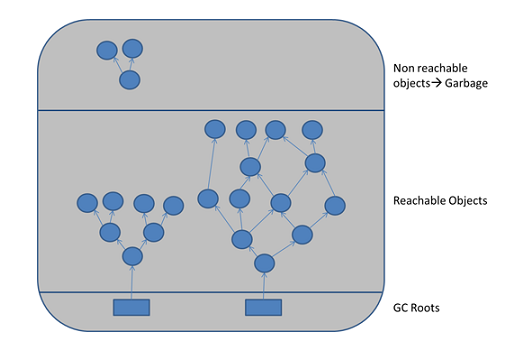 Non reachable
objects→ Garbage
Reachable Objects
GC Roots